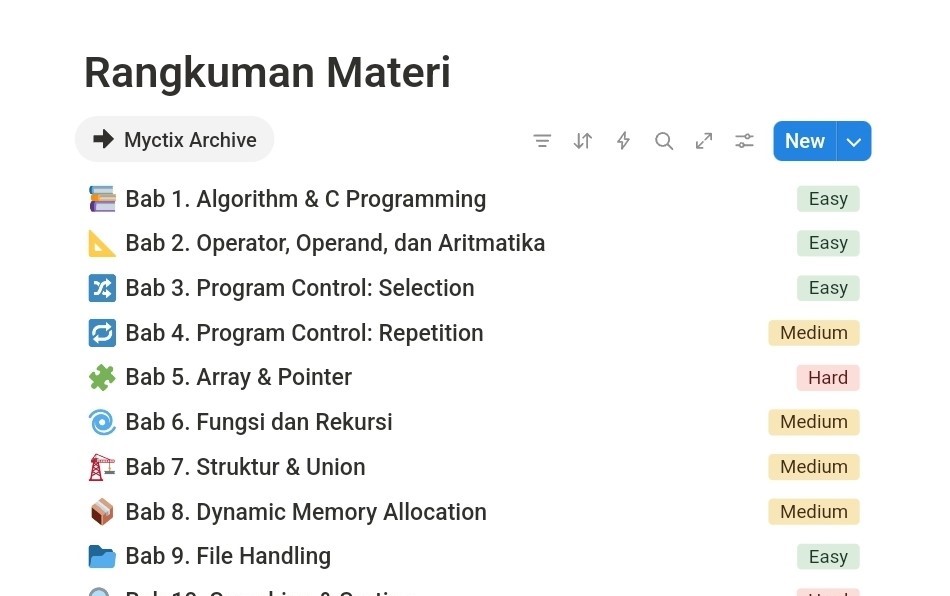 Rangkuman Materi
Myctix Archive
New
Bab 1. Algorithm & C Programming Easy
Bab 2. Operator, Operand, dan Aritmatika Easy
Bab 3. Program Control: Selection Easy
Bab 4. Program Control: Repetition Medium
Bab 5. Array & Pointer Hard
Bab 6. Fungsi dan Rekursi Medium
Bab 7. Struktur & Union Medium
Bab 8. Dynamic Memory Allocation Medium
Bab 9. File Handling Easy